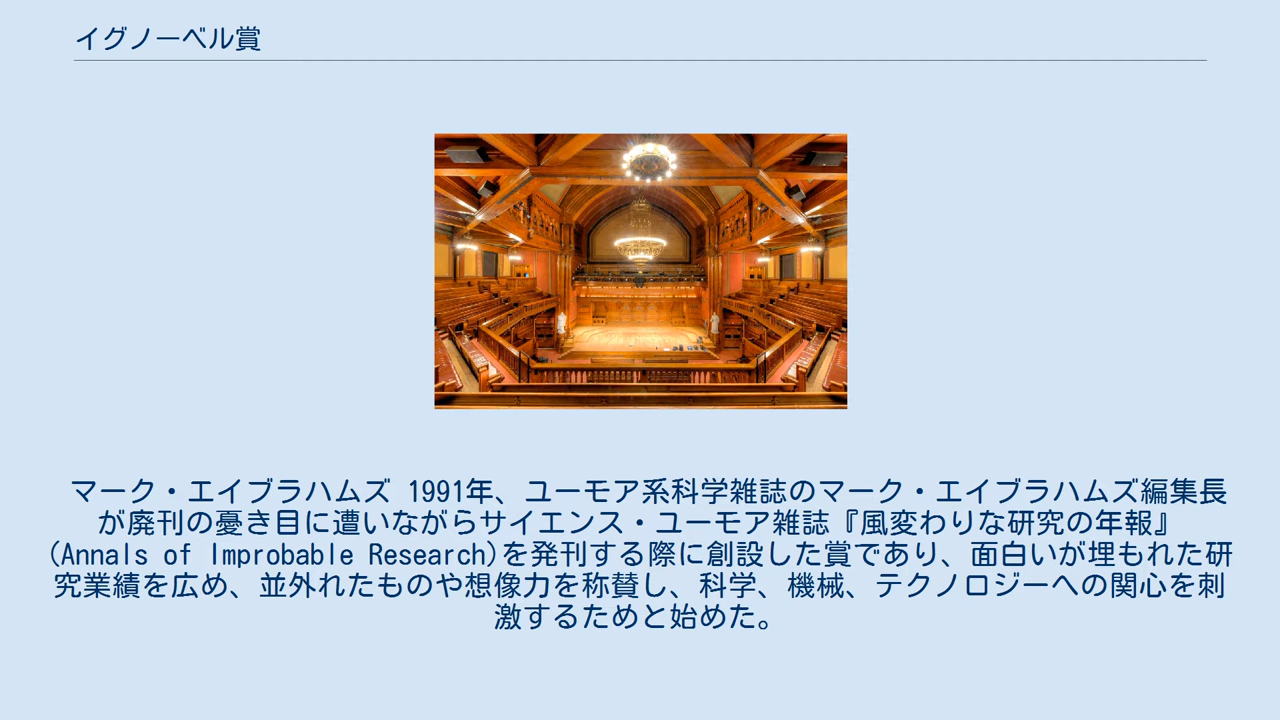 イグノーベル賞
マーク・エイブラハムズ 1991年、ユーモア系科学雑誌のマーク・エイブラハムズ編集長
が廃刊の憂き目に遭いながらサイエンス・ユーモア雑誌『風変わりな研究の年報』
(Annals of Improbable Research)を発刊する際に創設した賞であり、面白いが埋もれた研
究業績を広め、並外れたものや想像力を称賛し、科学、機械、テクノロジーへの関心を刺
激するためと始めた。